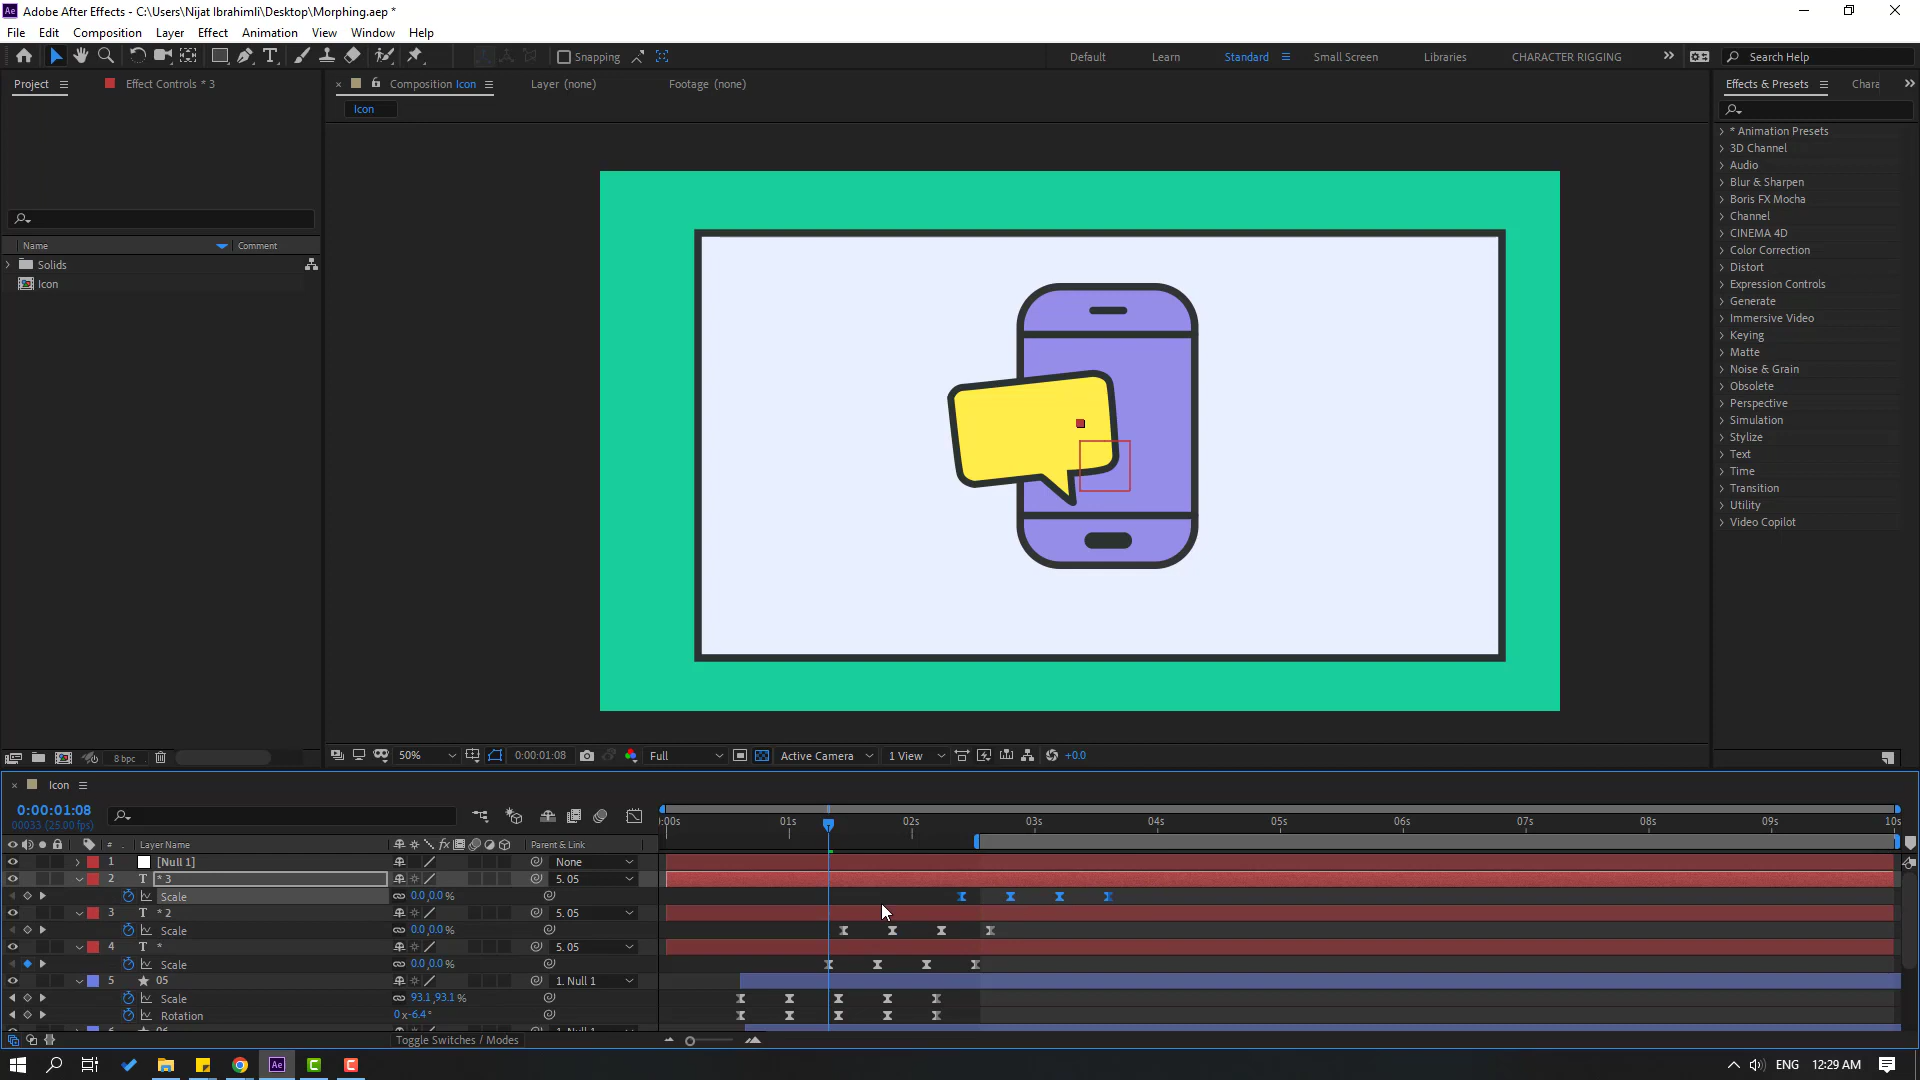 Adobe After Effects - C:\Users\Nijat Ibrahimli\Desktop\Morphing.aep *
File Edit Composition Layer Effect Animation View Window Help
Snapping
Default Learn Standard Small Screen Libraries CHARACTER RIGGING
Search Help
Project
Effect Controls * 3
Composition Icon
Layer (none)
Footage (none)
Effects & Presets
Chara
Icon
* Animation Presets
3D Channel
Audio
Blur & Sharpen
Boris FX Mocha
Channel
CINEMA 4D
Color Correction
Distort
Expression Controls
Generate
Immersive Video
Keying
Matte
Noise & Grain
Obsolete
Perspective
Simulation
Stylize
Text
Time
Transition
Utility
Video Copilot
Name Comment
Solids
Icon
8 bpc
50% 0:00:01:08 Full Active Camera 1 View +0.0
Icon
0:00:01:08
00033 (25.00 fps)
:00s 01s 02s 03s 04s 05s 06s 07s 08s 09s 10s
# Layer Name fx Parent & Link
1 [Null 1] None
2 T * 3 5. 05
Scale 0.0,0.0 %
3 T * 2 5. 05
Scale 0.0,0.0 %
4 T * 5. 05
Scale 0.0,0.0 %
5 05 1. Null 1
Scale 93.1,93.1 %
Rotation 0x-6.4°
Toggle Switches / Modes
ENG 12:29 AM